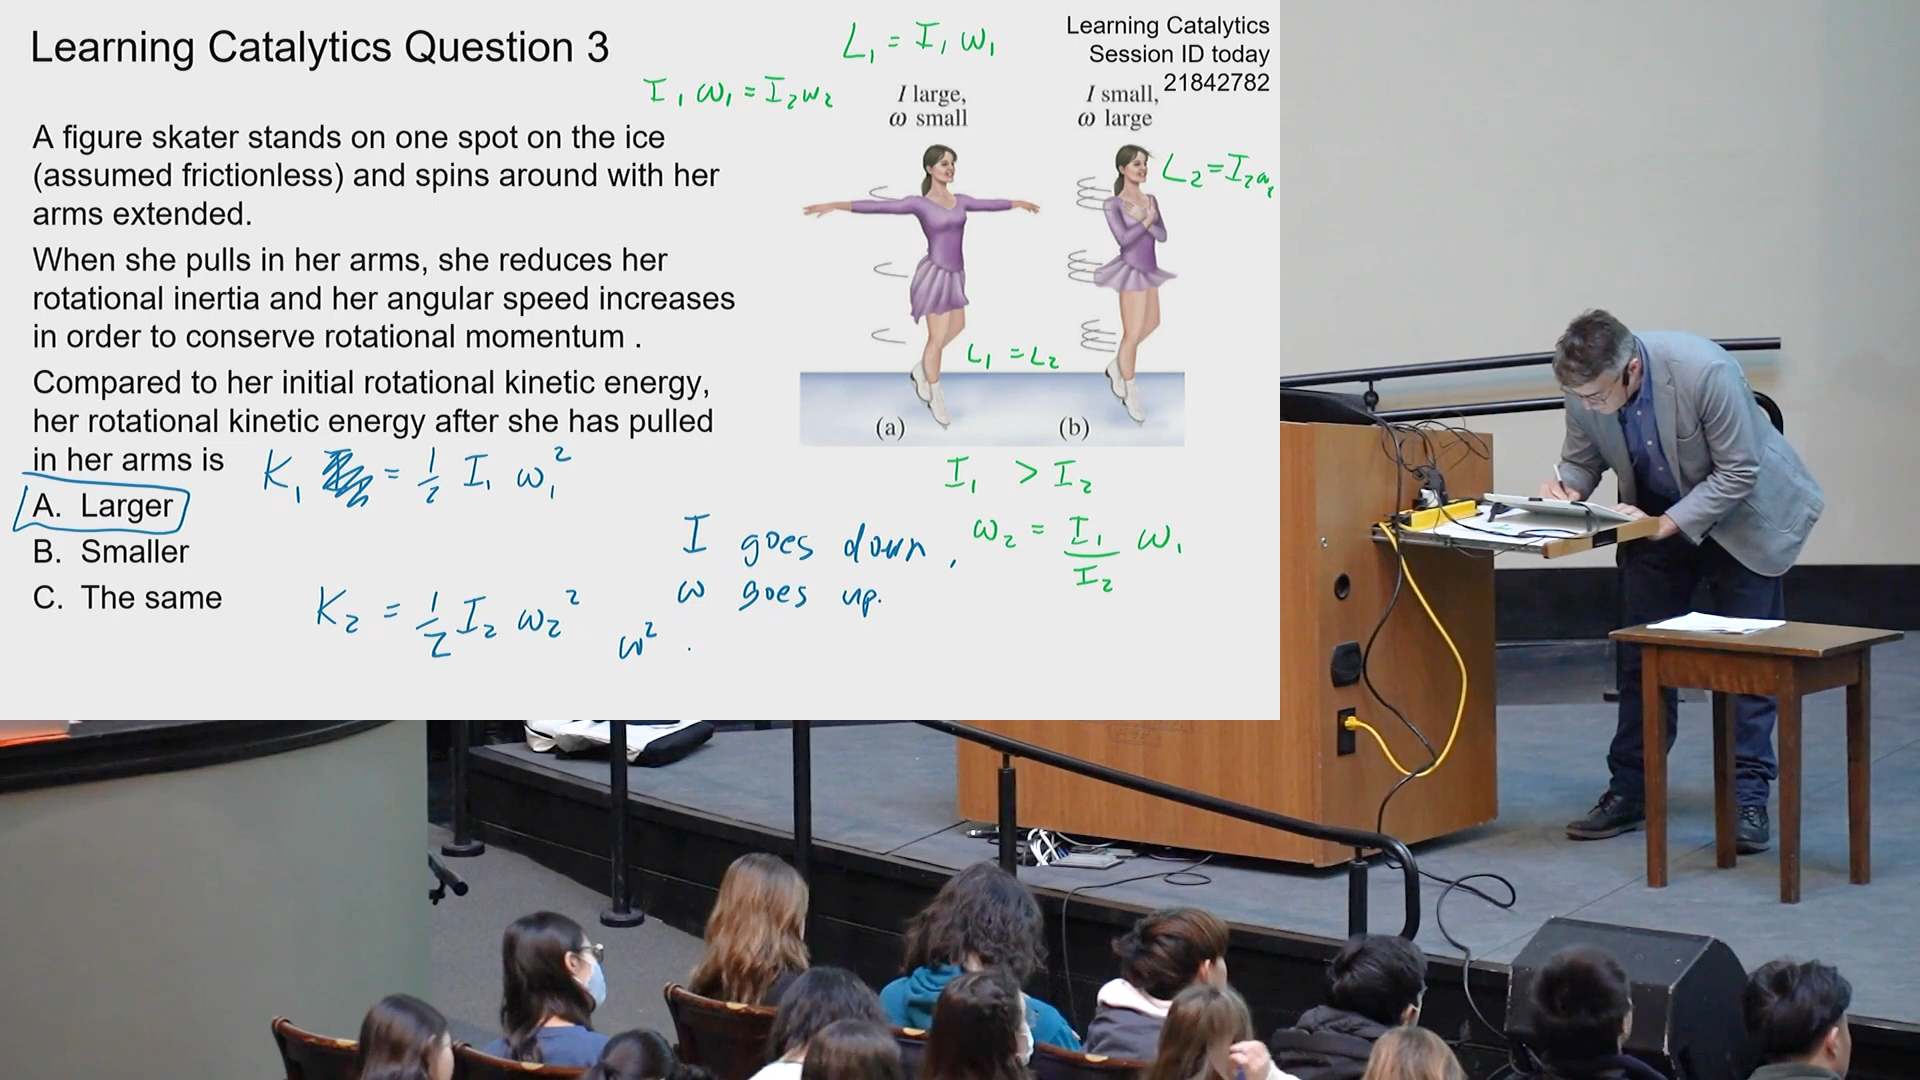 Learning Catalytics Question 3
L₁ = I₁ ω₁
Learning Catalytics
Session ID today
21842782
I₁ ω₁ = I₂ ω₂
I large,
ω small
I small,
ω large
A figure skater stands on one spot on the ice
(assumed frictionless) and spins around with her
arms extended.
L₂ = I₂ω₂
When she pulls in her arms, she reduces her
rotational inertia and her angular speed increases
in order to conserve rotational momentum .
L₁ = L₂
Compared to her initial rotational kinetic energy,
her rotational kinetic energy after she has pulled
in her arms is
(a)
(b)
K₁ = 1/2 I₁ ω₁²
I₁ > I₂
A. Larger
B. Smaller
C. The same
I goes down,
ω goes up.
ω₂ = I₁/I₂ ω₁
K₂ = 1/2 I₂ ω₂²
ω² .